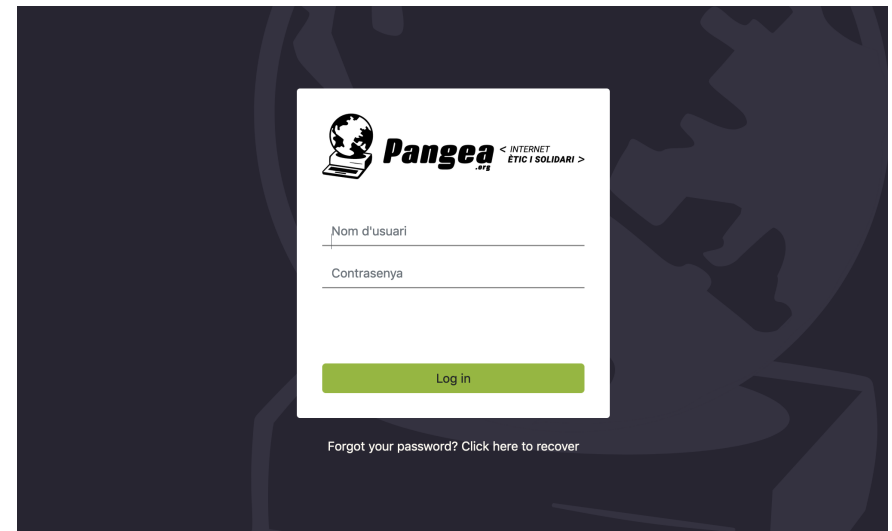 Pangea
.org
< INTERNET
ÈTIC I SOLIDARI >
Nom d'usuari
Contrasenya
Log in
Forgot your password? Click here to recover